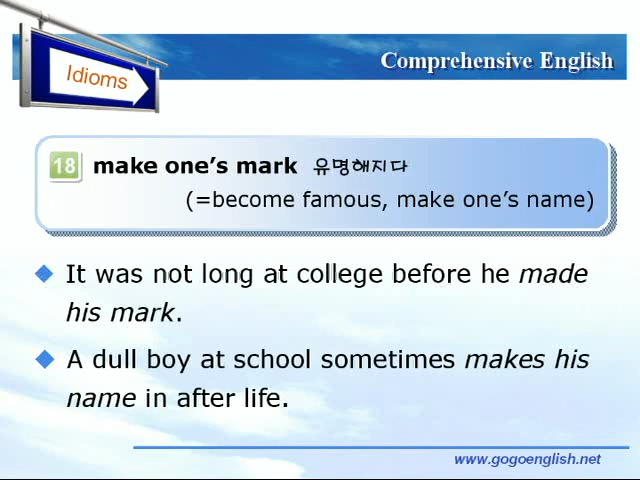 Idioms
Comprehensive English
18 make one's mark 유명해지다
(=become famous, make one's name)
It was not long at college before he made
his mark.
A dull boy at school sometimes makes his
name in after life.
www.gogoenglish.net